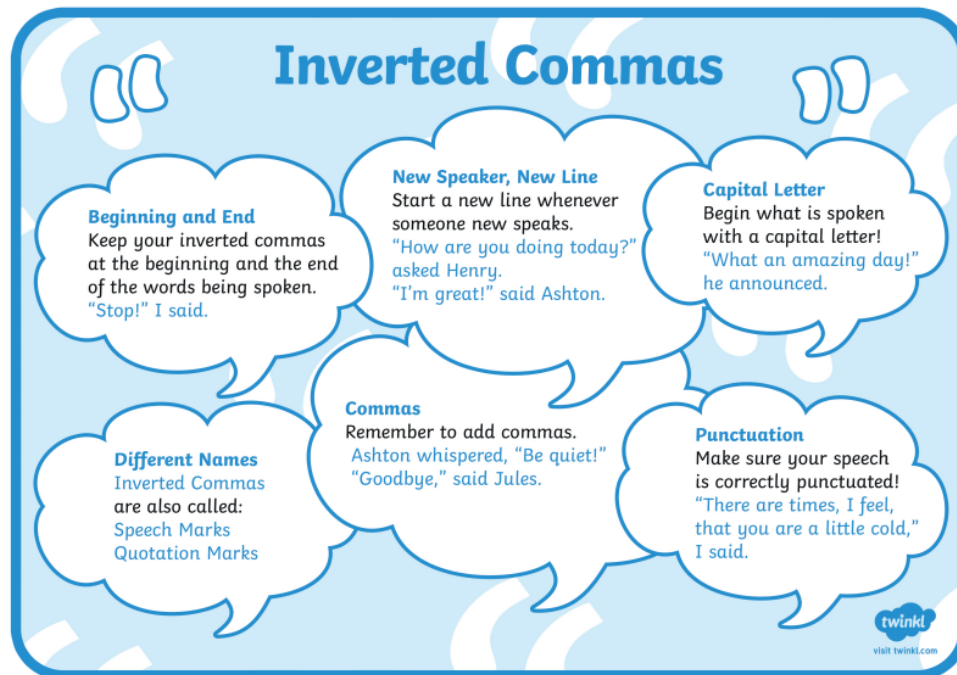 Inverted Commas
Beginning and End
Keep your inverted commas
at the beginning and the end
of the words being spoken.
“Stop!” I said.
New Speaker, New Line
Start a new line whenever
someone new speaks.
“How are you doing today?”
asked Henry.
“I’m great!” said Ashton.
Capital Letter
Begin what is spoken
with a capital letter!
“What an amazing day!”
he announced.
Different Names
Inverted Commas
are also called:
Speech Marks
Quotation Marks
Commas
Remember to add commas.
Ashton whispered, “Be quiet!”
“Goodbye,” said Jules.
Punctuation
Make sure your speech
is correctly punctuated!
“There are times, I feel,
that you are a little cold,”
I said.
twinkl
visit twinkl.com